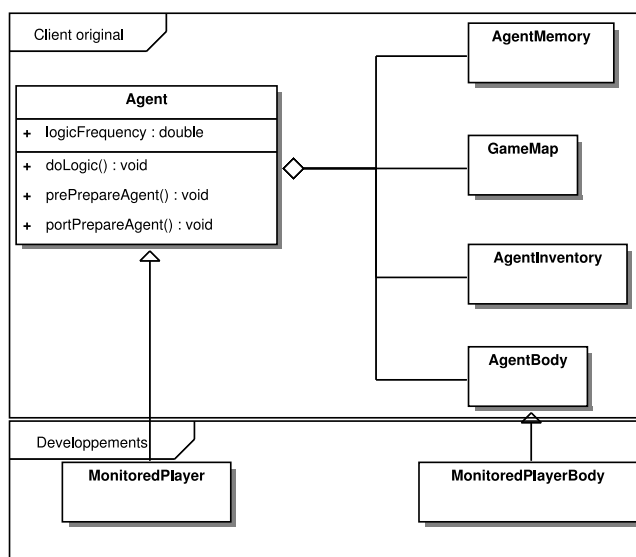 Client original
Agent
+ logicFrequency : double
+ doLogic() : void
+ prePrepareAgent() : void
+ portPrepareAgent() : void
AgentMemory
GameMap
AgentInventory
AgentBody
Developpements
MonitoredPlayer
MonitoredPlayerBody